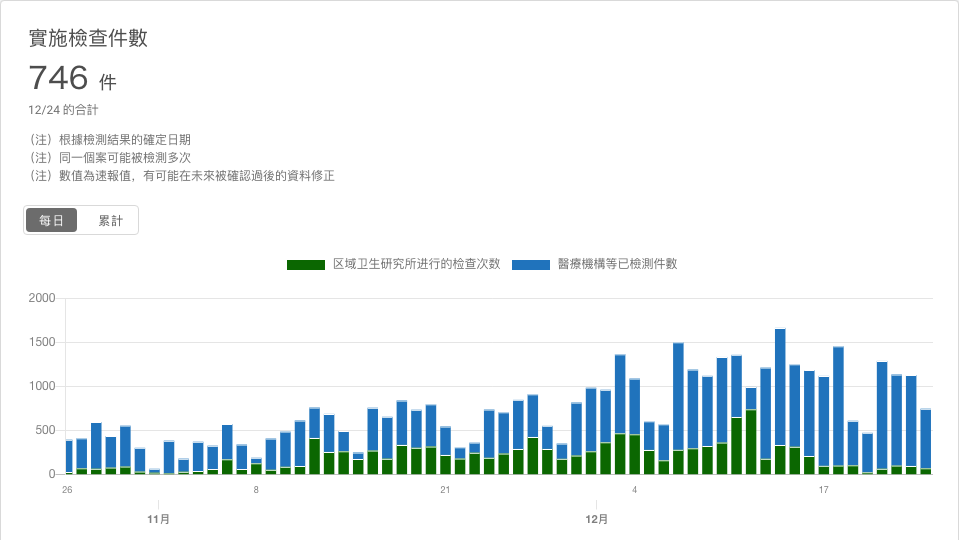 實施檢查件數
746 件
12/24 的合計
（注）根據檢測結果的確定日期
（注）同一個案可能被檢測多次
（注）數值為速報值，有可能在未來被確認過後的資料修正
每日 累計
区域卫生研究所进行的检查次数 醫療機構等已檢測件數
2000
1500
1000
500
0
26 8 21 4 17
11月 12月